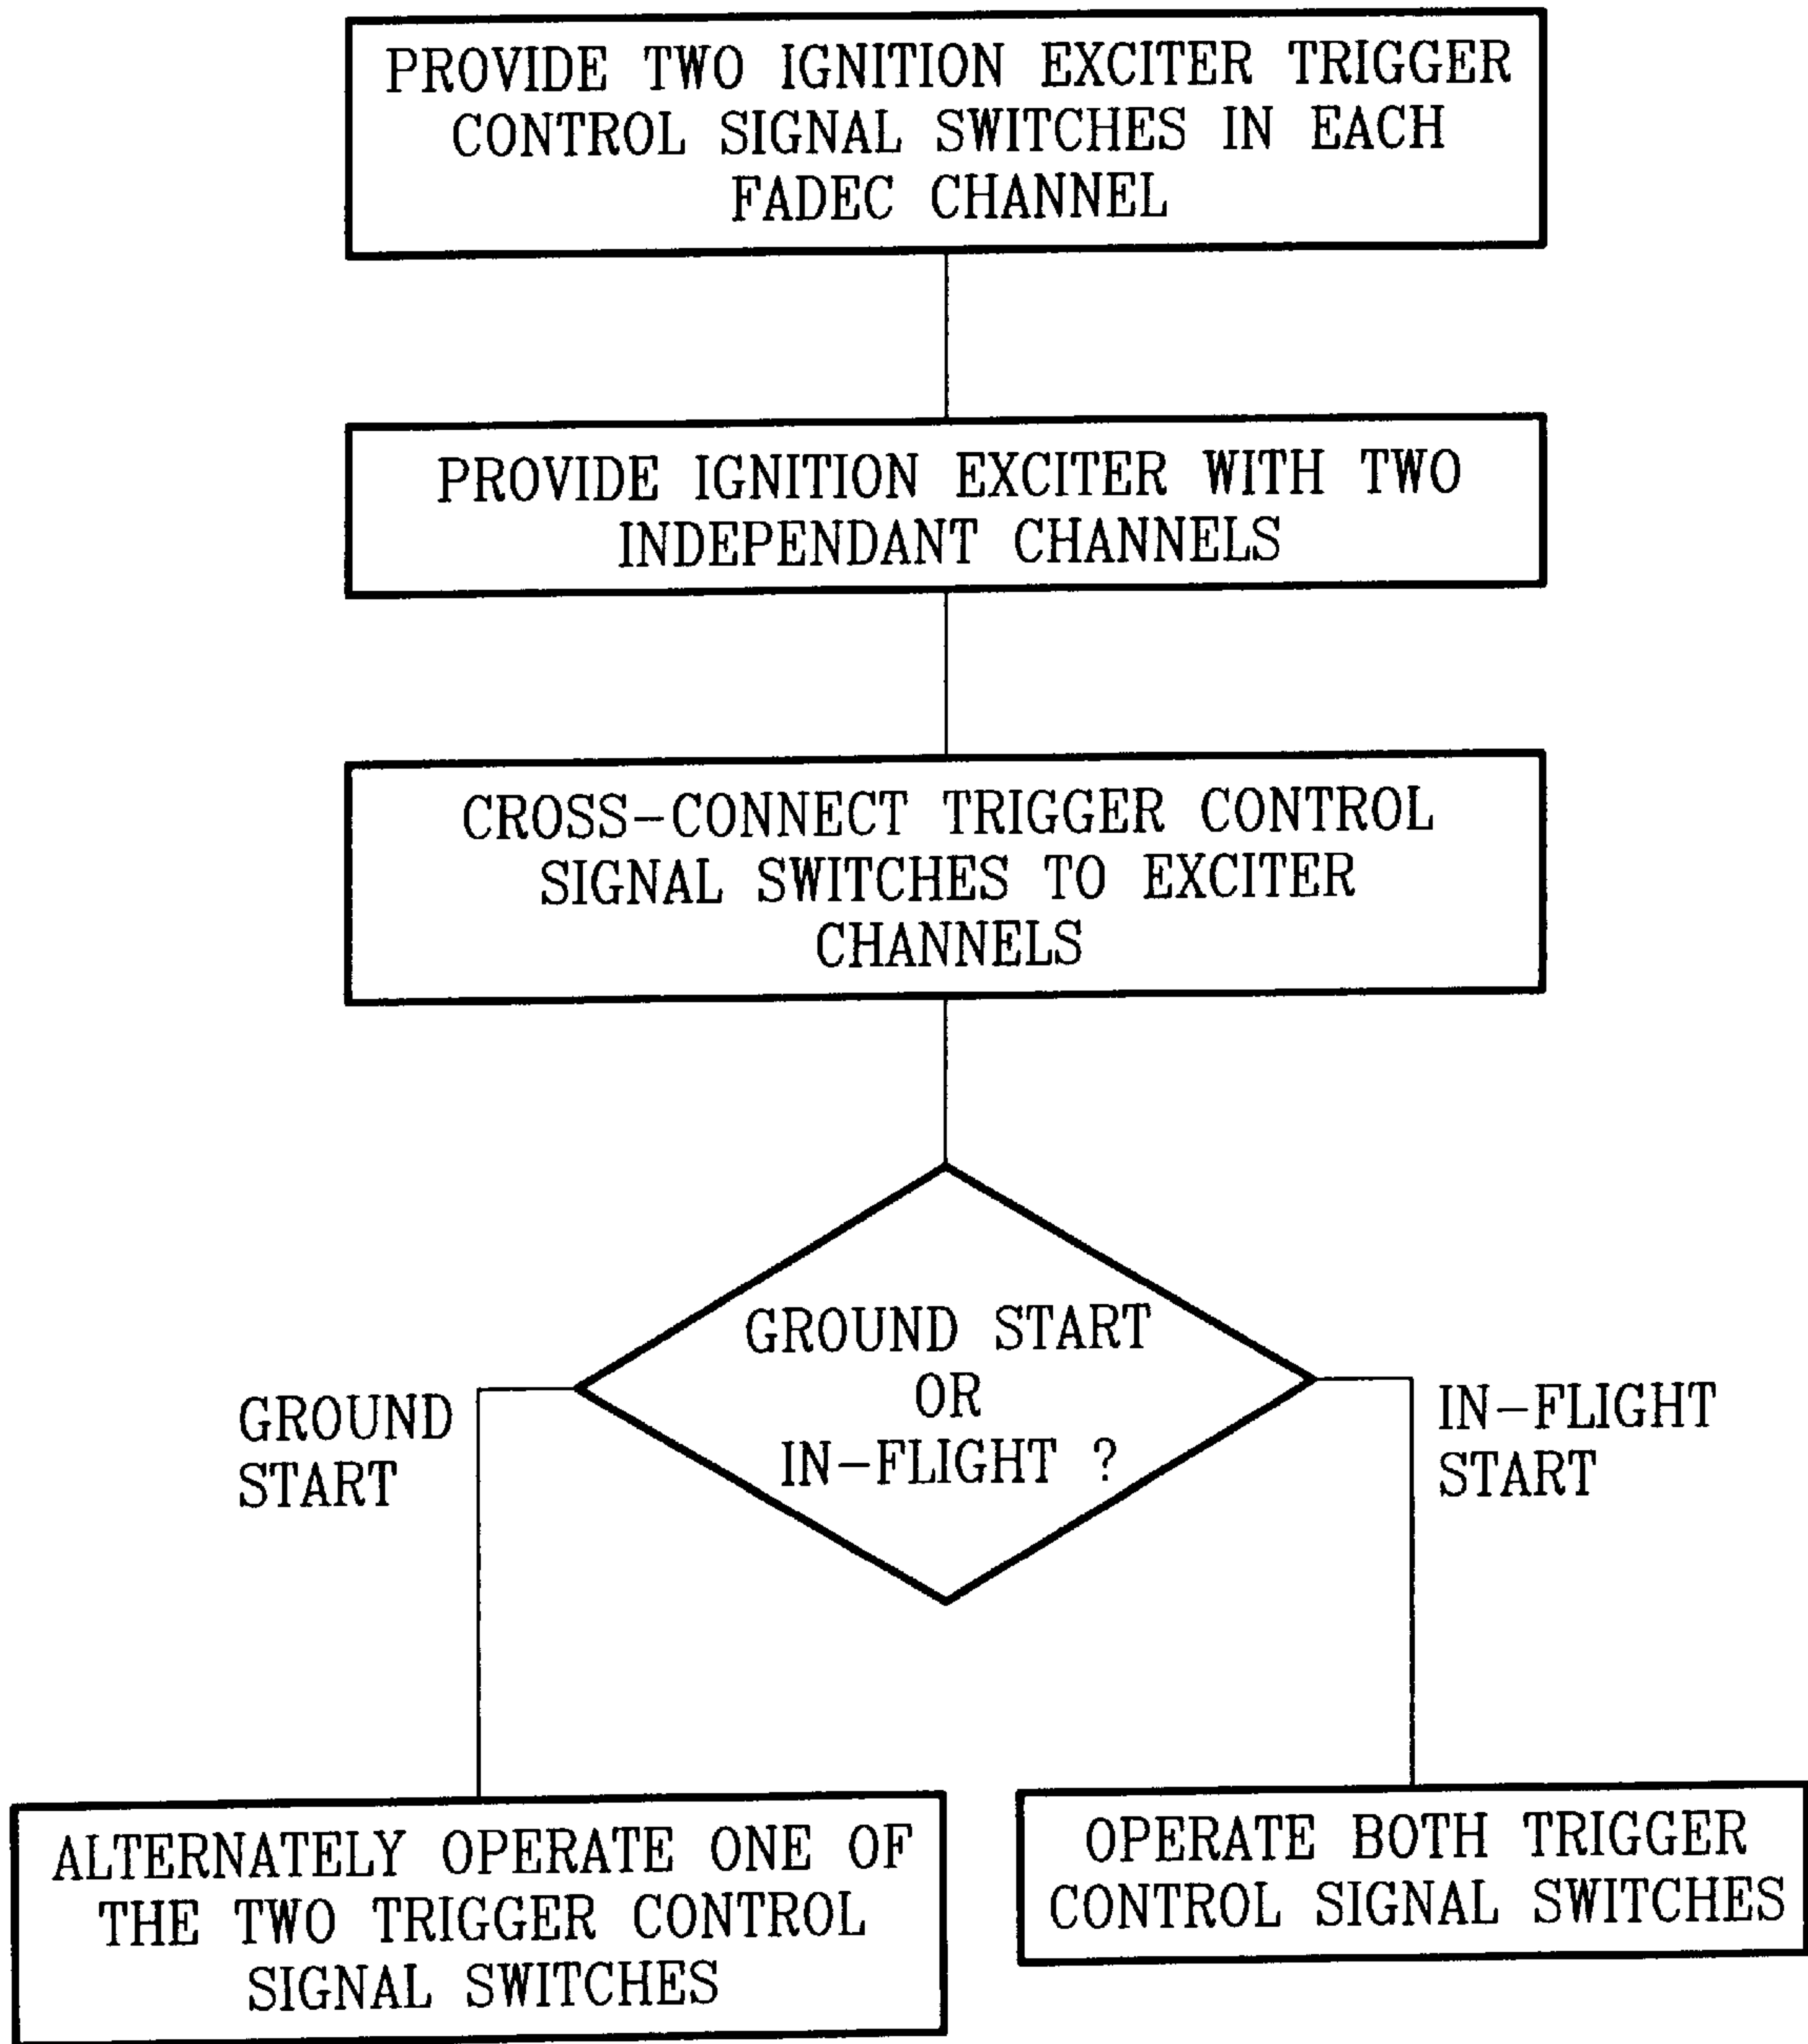 PROVIDE TWO IGNITION EXCITER TRIGGER
CONTROL SIGNAL SWITCHES IN EACH
FADEC CHANNEL
PROVIDE IGNITION EXCITER WITH TWO
INDEPENDANT CHANNELS
CROSS-CONNECT TRIGGER CONTROL
SIGNAL SWITCHES TO EXCITER
CHANNELS
GROUND START
OR
IN-FLIGHT ?
GROUND
START
IN-FLIGHT
START
ALTERNATELY OPERATE ONE OF
THE TWO TRIGGER CONTROL
SIGNAL SWITCHES
OPERATE BOTH TRIGGER
CONTROL SIGNAL SWITCHES